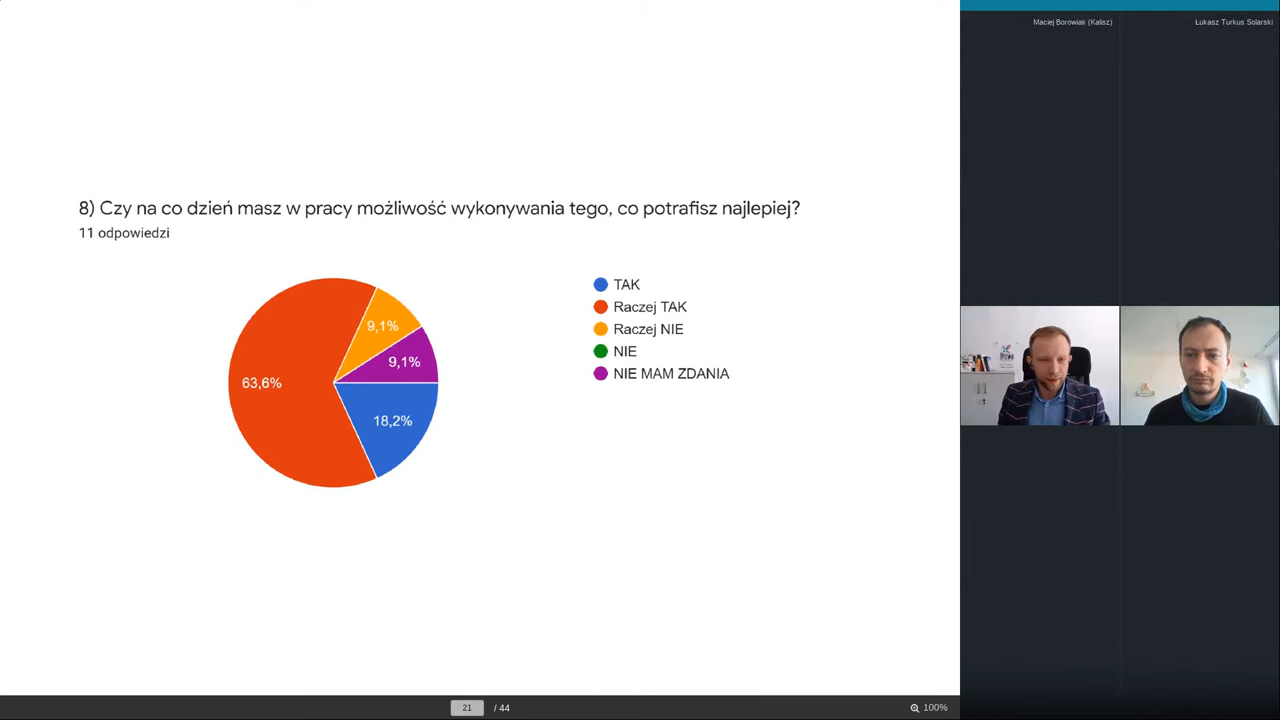 Maciej Borowiak (Kalisz)
Łukasz Turkus Solarski
8) Czy na co dzień masz w pracy możliwość wykonywania tego, co potrafisz najlepiej?
11 odpowiedzi
TAK
Raczej TAK
Raczej NIE
NIE
NIE MAM ZDANIA
9,1%
9,1%
63,6%
18,2%
21 / 44
100%